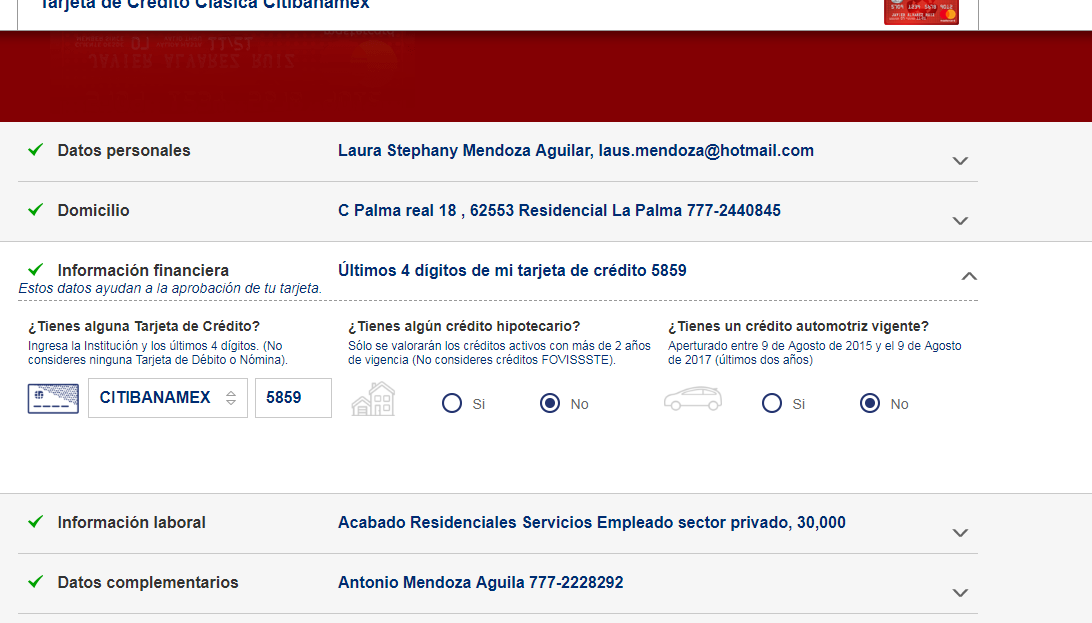 Tarjeta de Crédito Clásica Citibanamex
JAVIER ALVAREZ RUIZ
Datos personales
Laura Stephany Mendoza Aguilar, laus.mendoza@hotmail.com
Domicilio
C Palma real 18 , 62553 Residencial La Palma 777-2440845
Información financiera
Últimos 4 dígitos de mi tarjeta de crédito 5859
Estos datos ayudan a la aprobación de tu tarjeta.
¿Tienes alguna Tarjeta de Crédito?
Ingresa la Institución y los últimos 4 dígitos. (No
consideres ninguna Tarjeta de Débito o Nómina).
CITIBANAMEX
5859
¿Tienes algún crédito hipotecario?
Sólo se valorarán los créditos activos con más de 2 años
de vigencia (No consideres créditos FOVISSSTE).
Si
No
¿Tienes un crédito automotriz vigente?
Aperturado entre 9 de Agosto de 2015 y el 9 de Agosto
de 2017 (últimos dos años)
Si
No
Información laboral
Acabado Residenciales Servicios Empleado sector privado, 30,000
Datos complementarios
Antonio Mendoza Aguila 777-2228292